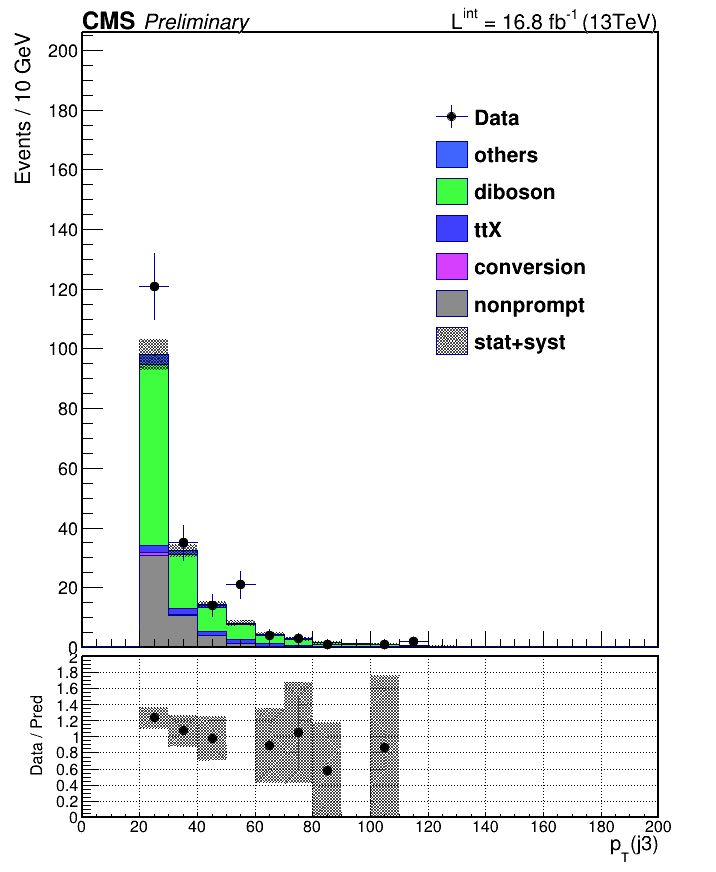 CMS Preliminary L^int = 16.8 fb^-1 (13TeV)
Events / 10 GeV
200
180
160
140
120
100
80
60
40
20
0
Data
others
diboson
ttX
conversion
nonprompt
stat+syst
Data / Pred
2
1.8
1.6
1.4
1.2
1
0.8
0.6
0.4
0.2
0
0 20 40 60 80 100 120 140 160 180 200
p_T(j3)